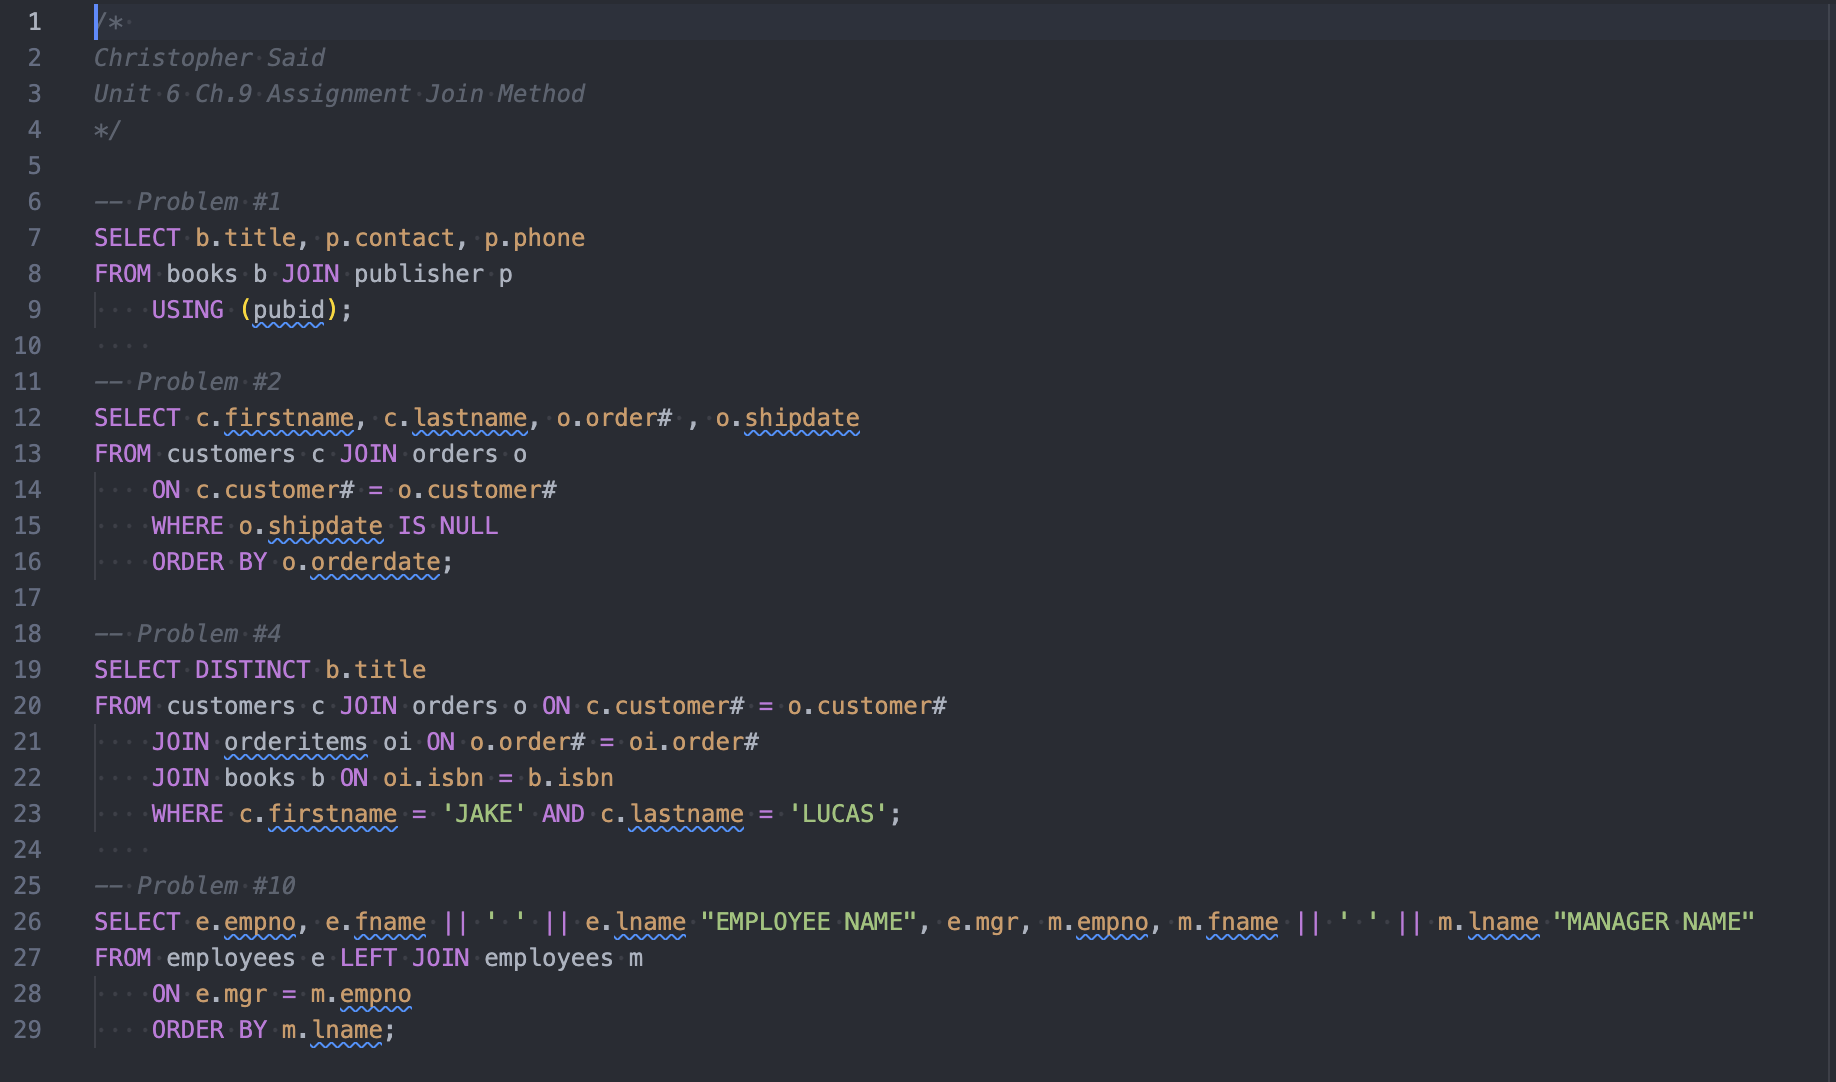 1 /*
2 Christopher Said
3 Unit 6 Ch.9 Assignment Join Method
4 */
5
6 -- Problem #1
7 SELECT b.title, p.contact, p.phone
8 FROM books b JOIN publisher p
9     USING (pubid);
10
11 -- Problem #2
12 SELECT c.firstname, c.lastname, o.order# , o.shipdate
13 FROM customers c JOIN orders o
14     ON c.customer# = o.customer#
15     WHERE o.shipdate IS NULL
16     ORDER BY o.orderdate;
17
18 -- Problem #4
19 SELECT DISTINCT b.title
20 FROM customers c JOIN orders o ON c.customer# = o.customer#
21     JOIN orderitems oi ON o.order# = oi.order#
22     JOIN books b ON oi.isbn = b.isbn
23     WHERE c.firstname = 'JAKE' AND c.lastname = 'LUCAS';
24
25 -- Problem #10
26 SELECT e.empno, e.fname || ' ' || e.lname "EMPLOYEE NAME", e.mgr, m.empno, m.fname || ' ' || m.lname "MANAGER NAME"
27 FROM employees e LEFT JOIN employees m
28     ON e.mgr = m.empno
29     ORDER BY m.lname;